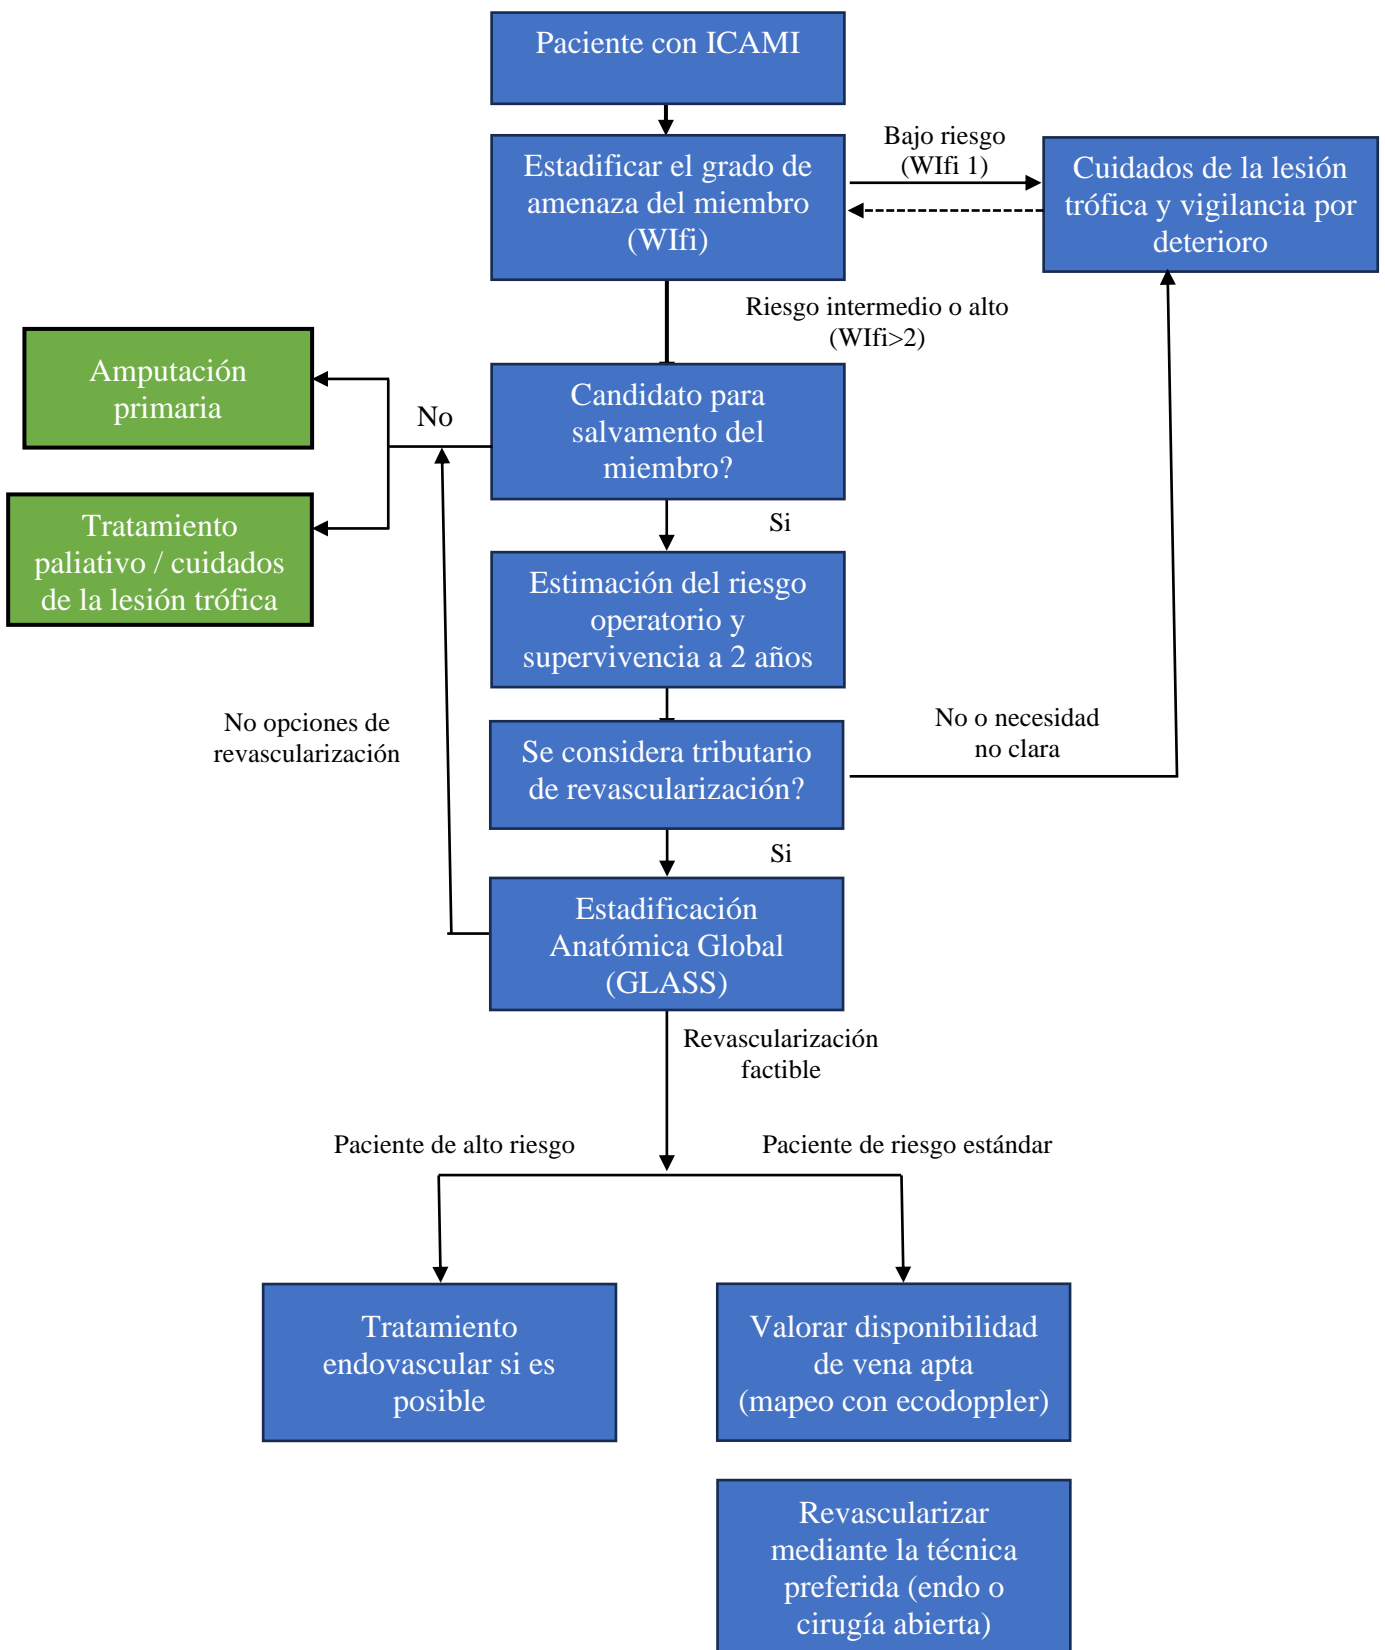 Paciente con ICAMI
Estadificar el grado de
amenaza del miembro
(WIfi)
Bajo riesgo
(WIfi 1)
Cuidados de la lesión
trófica y vigilancia por
deterioro
Riesgo intermedio o alto
(WIfi>2)
Amputación
primaria
No
Candidato para
salvamento del
miembro?
Tratamiento
paliativo / cuidados
de la lesión trófica
Si
Estimación del riesgo
operatorio y
supervivencia a 2 años
No opciones de
revascularización
Se considera tributario
de revascularización?
No o necesidad
no clara
Si
Estadificación
Anatómica Global
(GLASS)
Revascularización
factible
Paciente de alto riesgo
Paciente de riesgo estándar
Tratamiento
endovascular si es
posible
Valorar disponibilidad
de vena apta
(mapeo con ecodoppler)
Revascularizar
mediante la técnica
preferida (endo o
cirugía abierta)